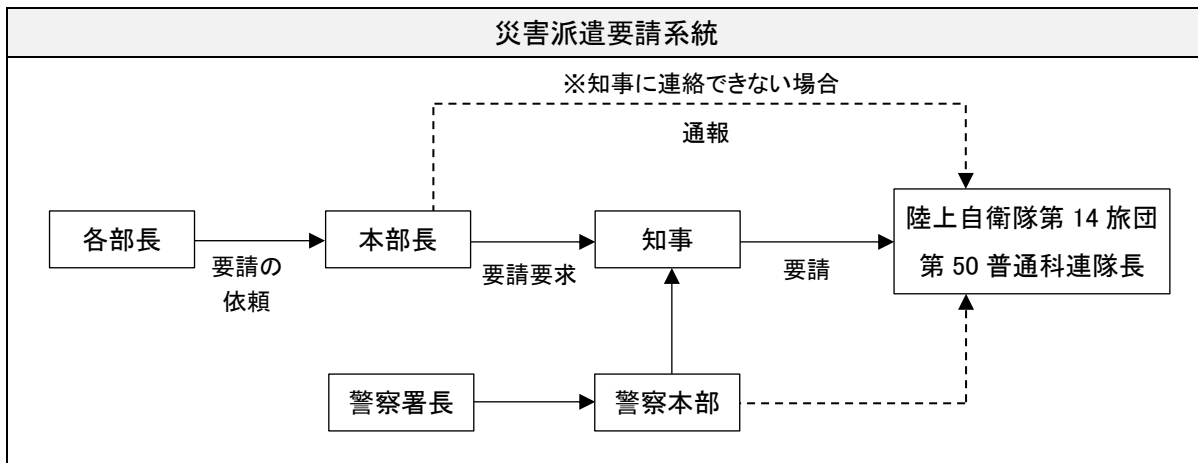 災害派遣要請系統
※知事に連絡できない場合
通報
各部長
要請の
依頼
本部長
要請要求
知事
要請
陸上自衛隊第 14 旅団
第 50 普通科連隊長
警察署長
警察本部